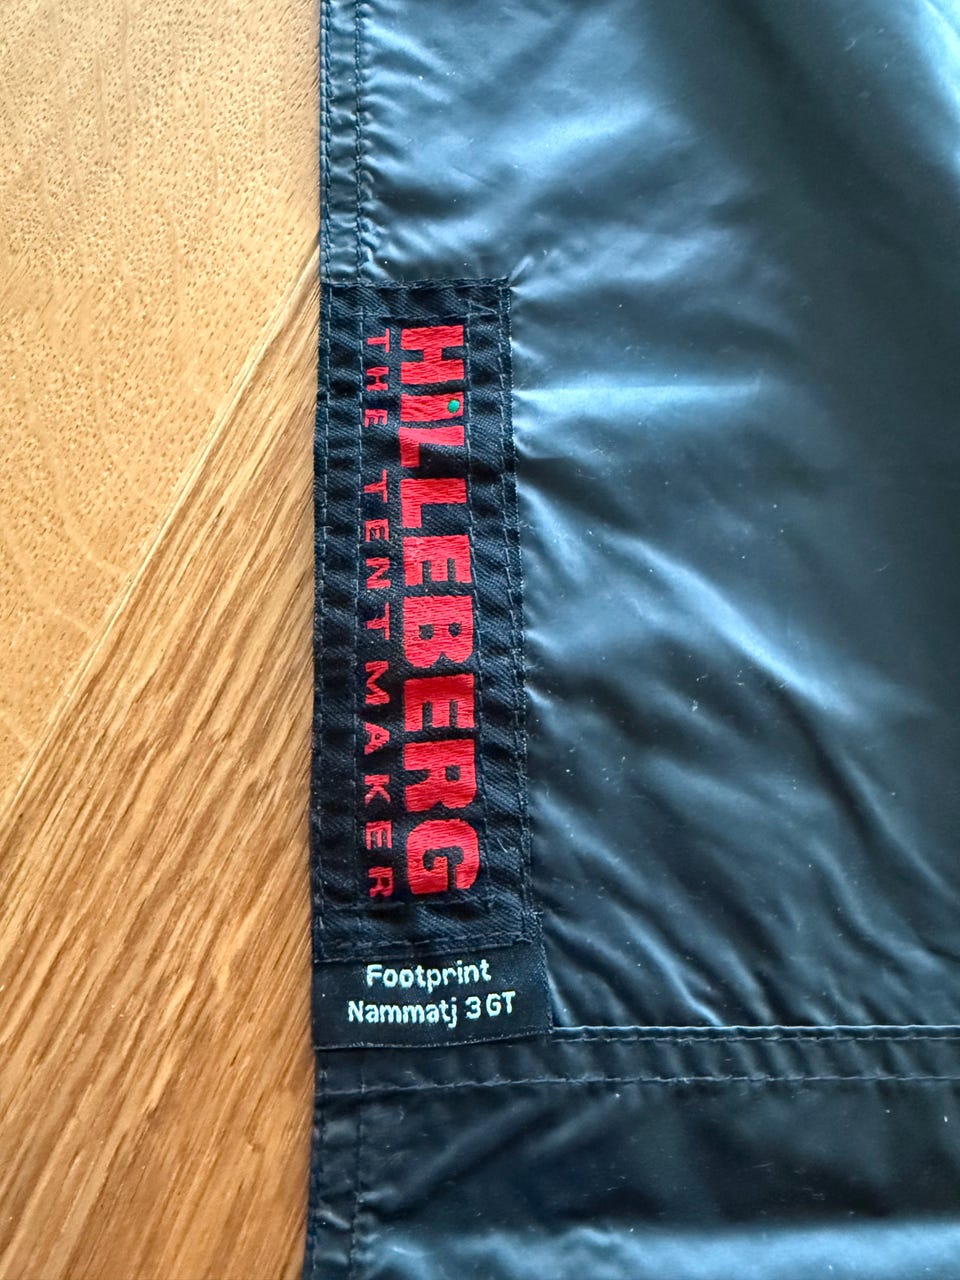 HILLEBERG
THE TENTMAKER
Footprint
Nammatj 3 GT